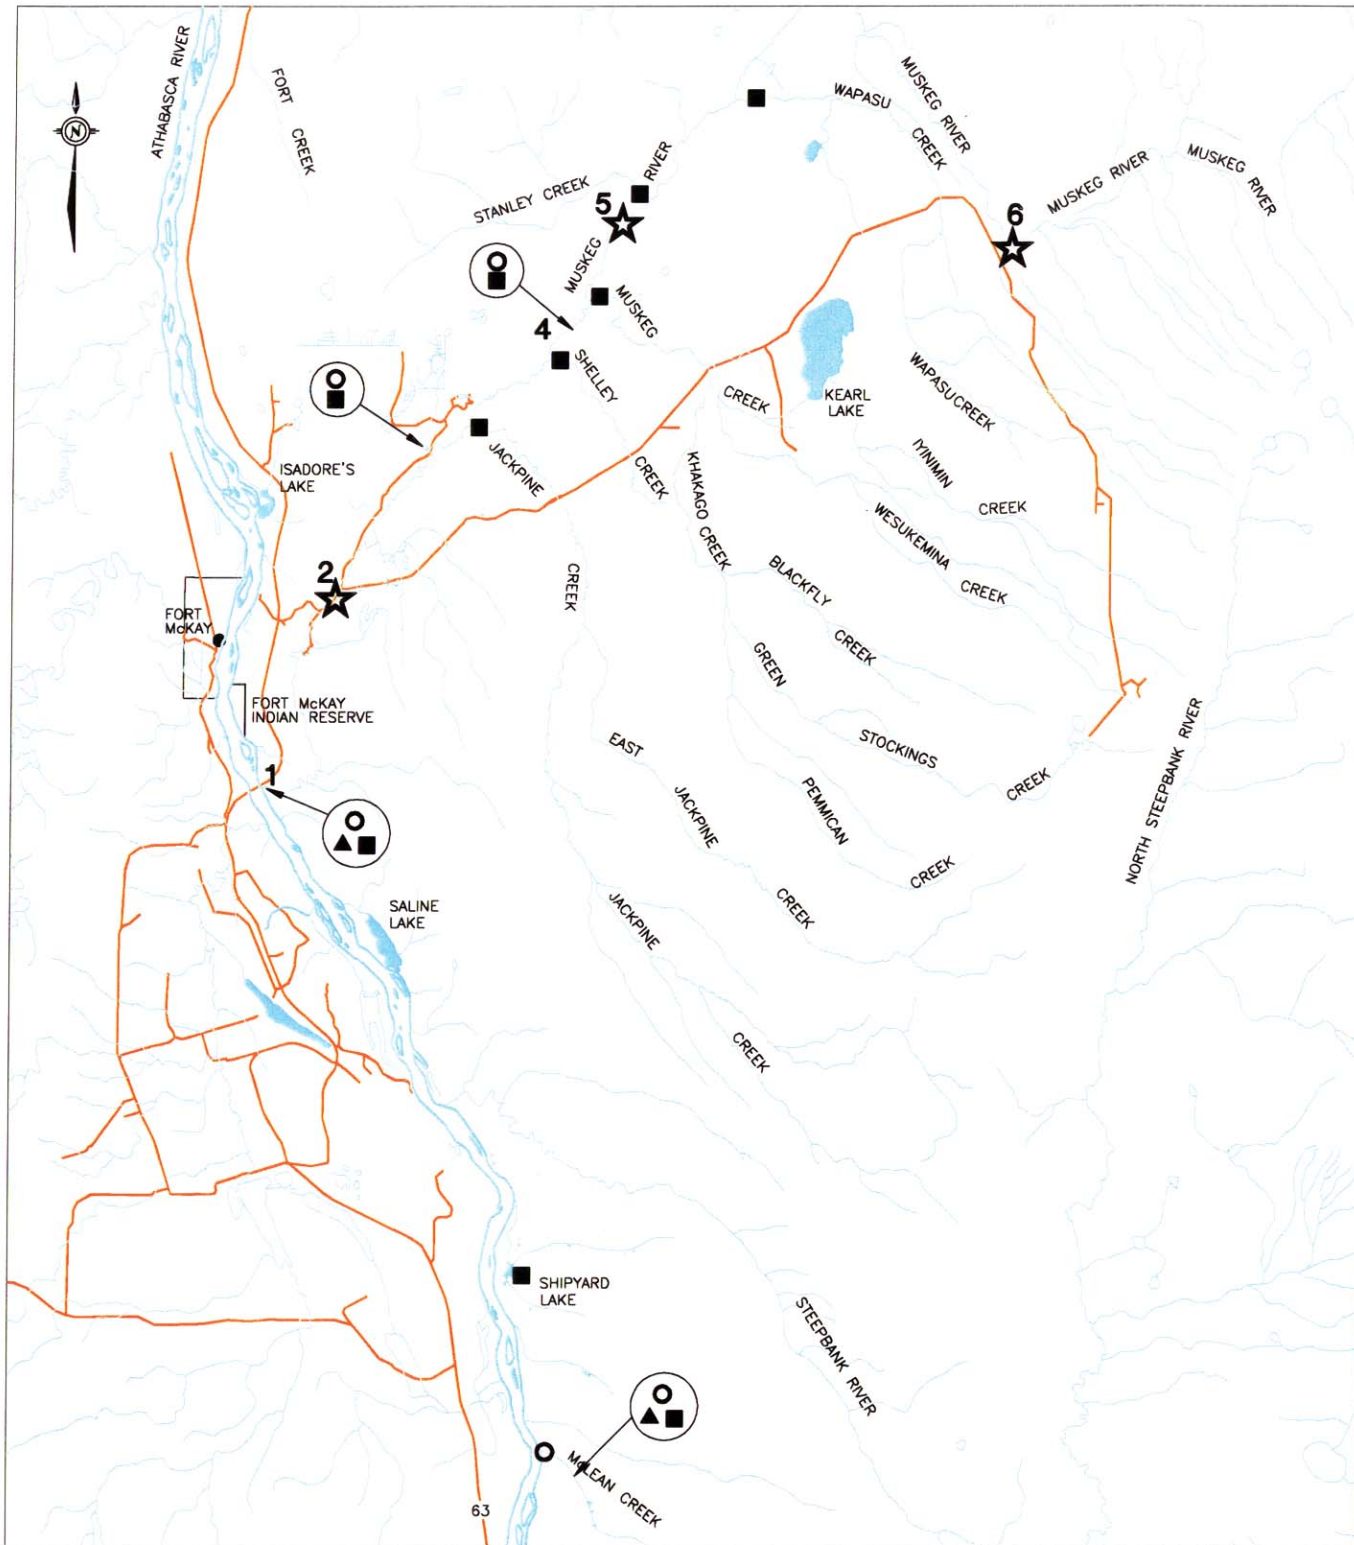 ATHABASCA RIVER
FORT
CREEK
N
MUSKEG RIVER
WAPASU
CREEK
MUSKEG RIVER
MUSKEG RIVER
RIVER
STANLEY CREEK
5
6
MUSKEG
MUSKEG
4
SHELLEY
CREEK
KEARL
LAKE
WAPASU CREEK
JACKPINE
ISADORE'S
LAKE
CREEK
KHAKAGO CREEK
IYINIMIN
CREEK
WESUKEMINA
CREEK
2
CREEK
BLACKFLY
CREEK
FORT
McKAY
GREEN
FORT McKAY
INDIAN RESERVE
STOCKINGS
CREEK
EAST
JACKPINE
CREEK
PEMMICAN
CREEK
NORTH STEEPBANK RIVER
1
SALINE
LAKE
JACKPINE
CREEK
SHIPYARD
LAKE
STEEPBANK RIVER
McLEAN CREEK
63